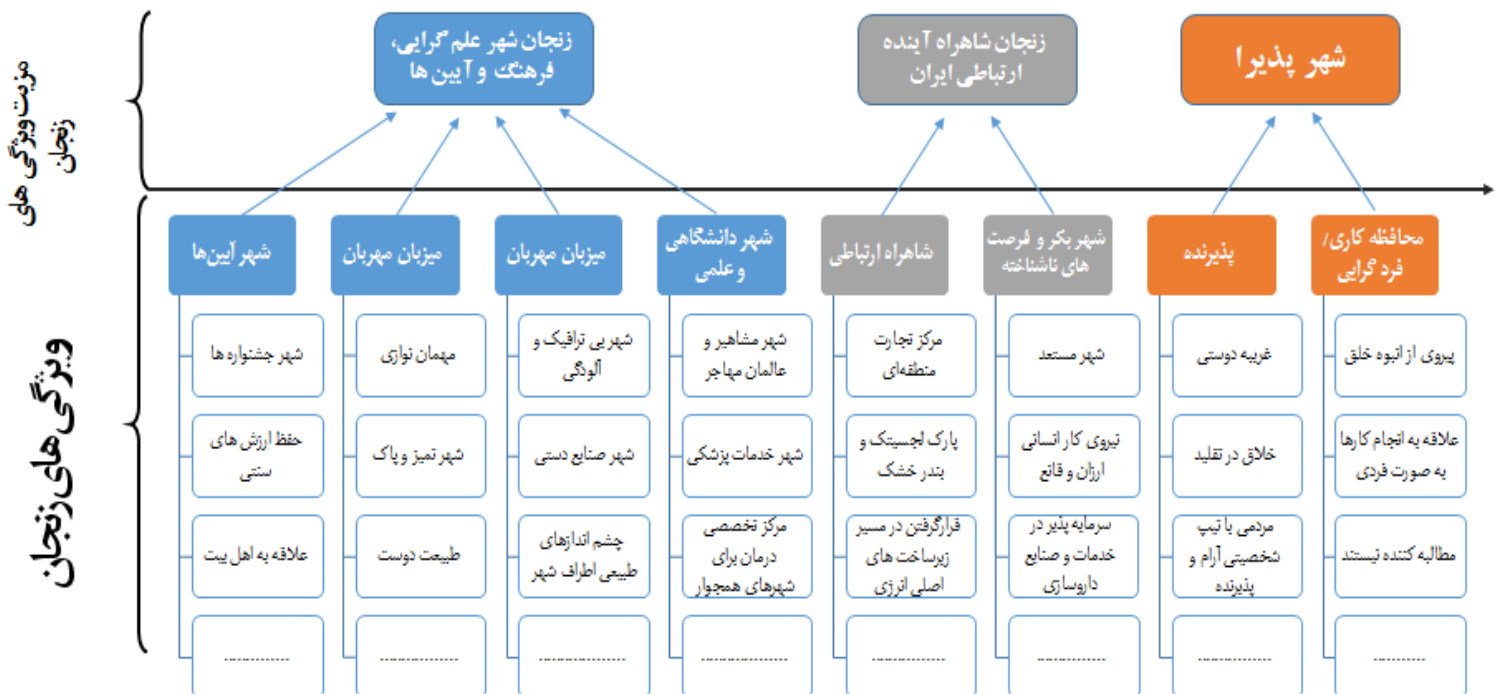 شهر پذیرا
زنجان شاهراه آینده
ارتباطی ایران
زنجان شهر علم گرایی،
فرهنگ و آیین ها
مزیت ویژگی های
زنجان
محافظه کاری/
فرد گرایی
پذیرنده
شهر بکر و فرصت
های ناشناخته
شاهراه ارتباطی
شهر دانشگاهی
و علمی
میزبان مهربان
میزبان مهربان
شهر آیین‌ها
ویژگی‌های زنجان
پیروی از انبوه خلق
غریبه دوستی
شهر مستعد
مرکز تجارت
منطقه‌ای
شهر مشاهیر و
عالمان مهاجر
شهر بی ترافیک و
آلودگی
مهمان نوازی
شهر جشنواره ها
علاقه به انجام کارها
به صورت فردی
خلاق در تقلید
نیروی کار انسانی
ارزان و قانع
پارک لجسیتک و
بندر خشک
شهر خدمات پزشکی
شهر صنایع دستی
شهر تمیز و پاک
حفظ ارزش های
سنتی
مطالبه کننده نیستند
مردمی با تیپ
شخصیتی آرام و
پذیرنده
سرمایه پذیر در
خدمات و صنایع
داروسازی
قرارگرفتن در مسیر
زیرساخت های
اصلی انرژی
مرکز تخصصی
درمان برای
شهرهای همجوار
چشم اندازهای
طبیعی اطراف شهر
طبیعت دوست
علاقه به اهل بیت
...........
...............
...............
...............
...............
...............
...............
...............